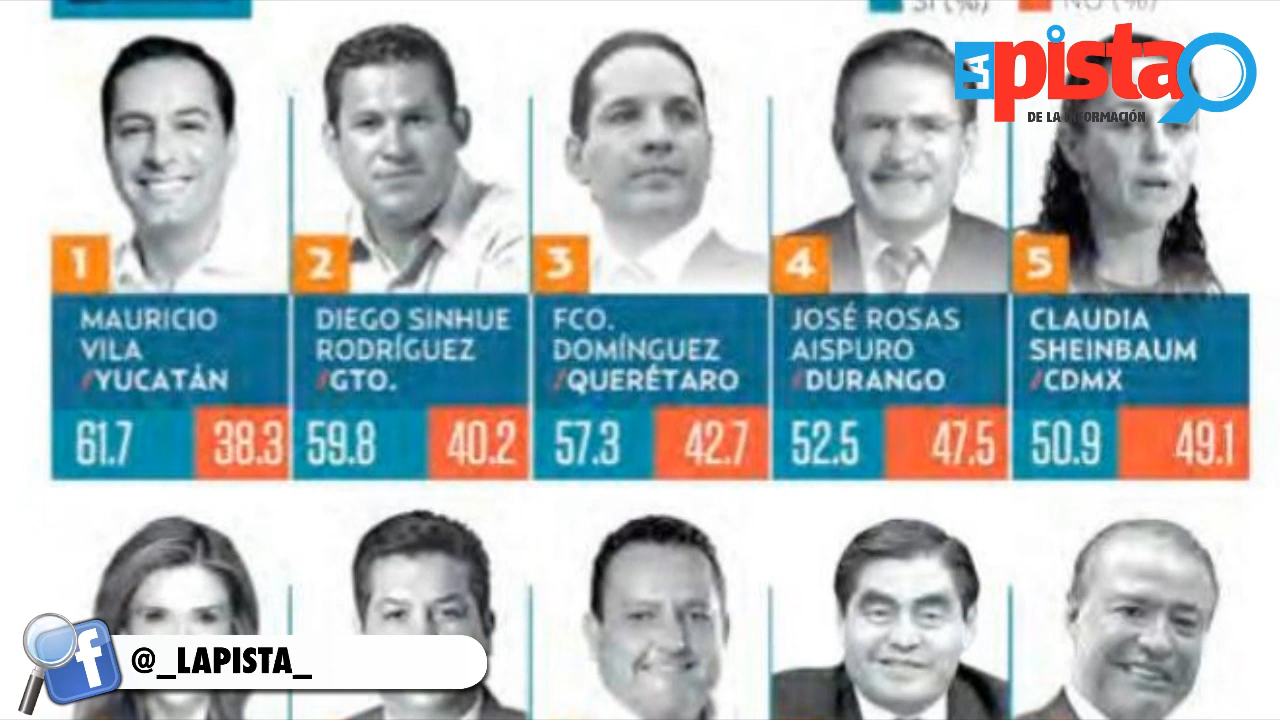 SI (%) NO (%)
LA pista
DE LA INFORMACIÓN
1
MAURICIO
VILA
/YUCATÁN
61.7 38.3
2
DIEGO SINHUE
RODRÍGUEZ
/GTO.
59.8 40.2
3
FCO.
DOMÍNGUEZ
/QUERÉTARO
57.3 42.7
4
JOSÉ ROSAS
AISPURO
/DURANGO
52.5 47.5
5
CLAUDIA
SHEINBAUM
/CDMX
50.9 49.1
f @_LAPISTA_